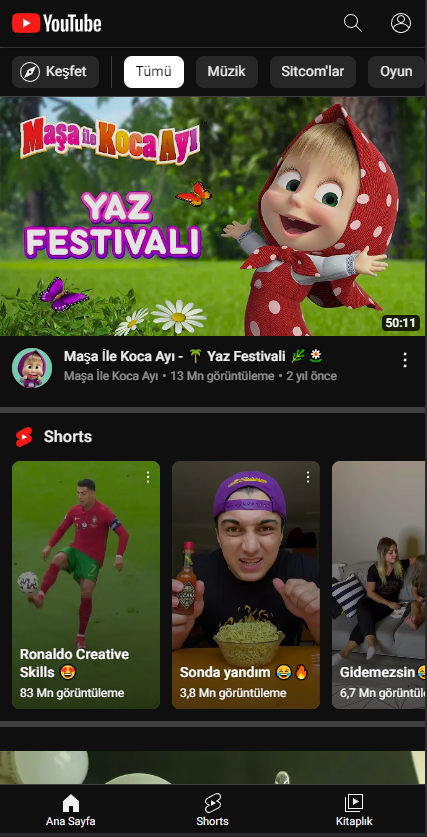 YouTube
Keşfet
Tümü
Müzik
Sitcom'lar
Oyun
Maşa ile Koca Ayı
YAZ
FESTIVALI
50:11
Maşa İle Koca Ayı - 🌴 Yaz Festivali 🌿 🌼
Maşa İle Koca Ayı • 13 Mn görüntüleme • 2 yıl önce
Shorts
Ronaldo Creative
Skills 😍
83 Mn görüntüleme
Sonda yandım 😂🔥
3,8 Mn görüntüleme
Gidemezsin 😂
6,7 Mn görüntül
Ana Sayfa
Shorts
Kitaplık